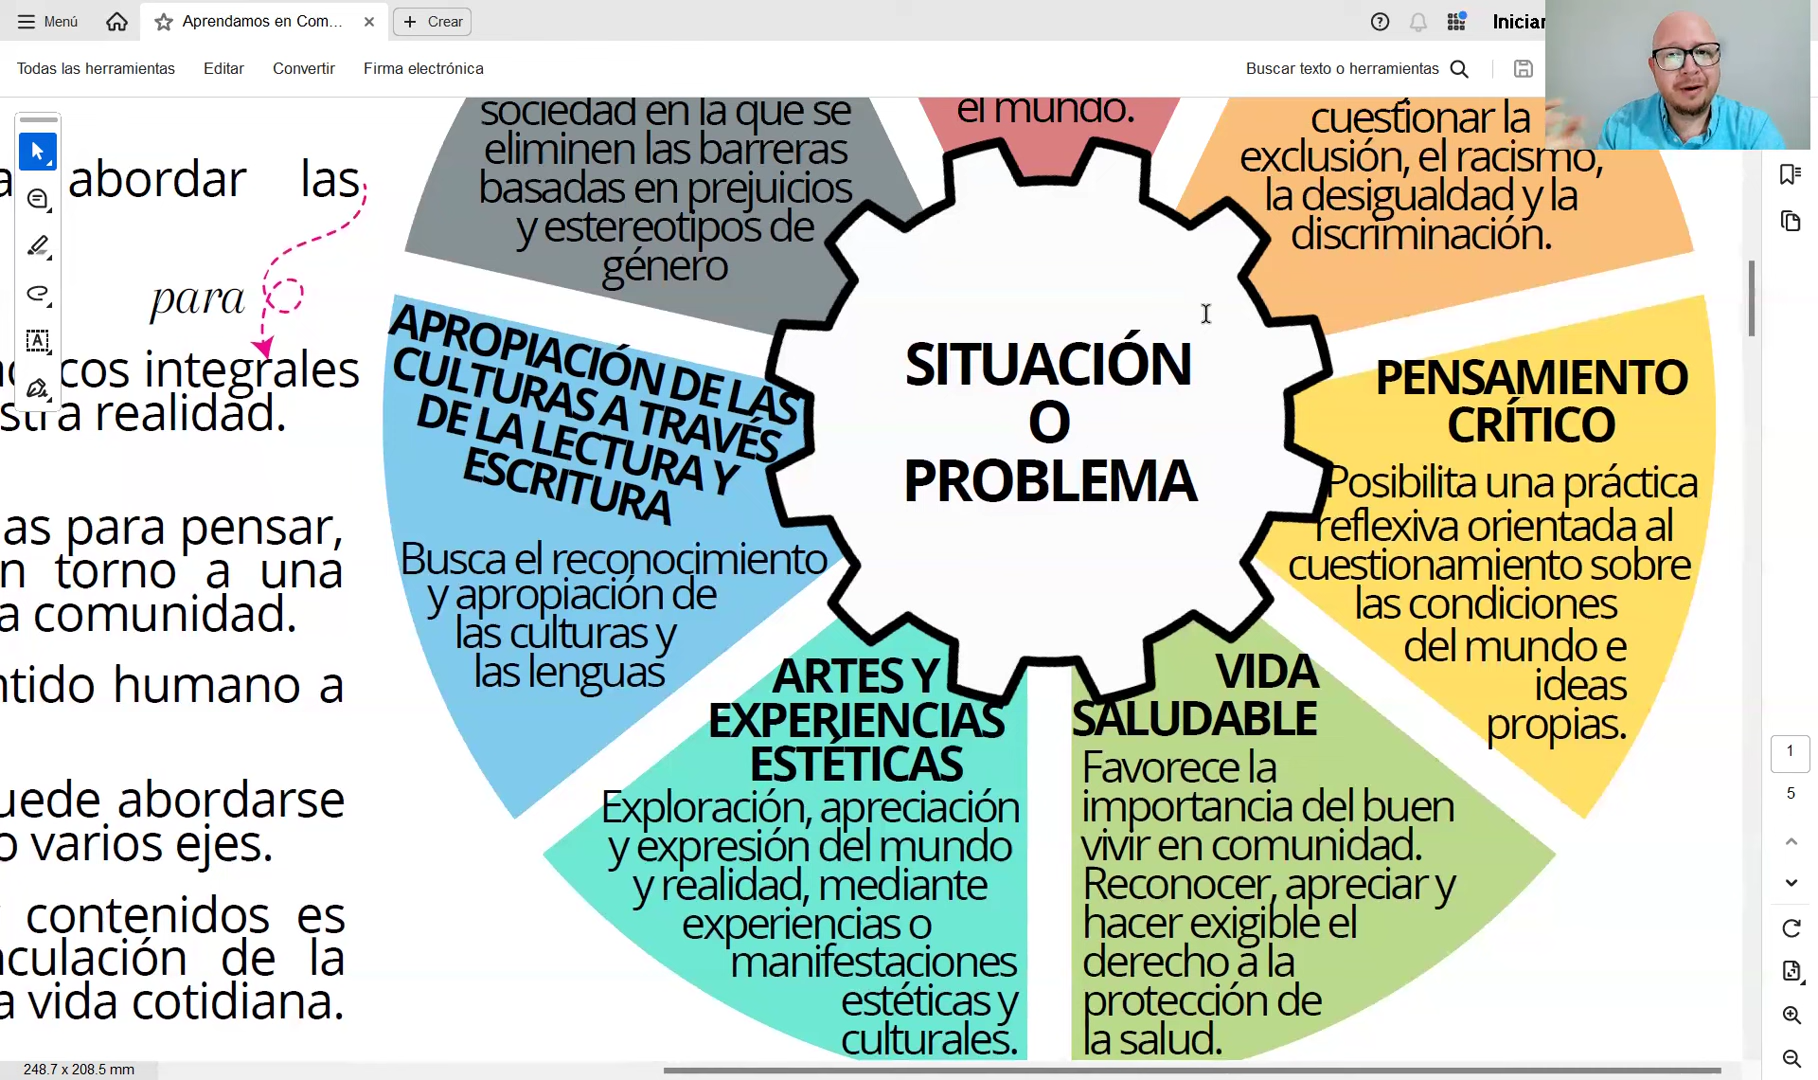 Menú
Aprendamos en Com...
Crear
Todas las herramientas
Editar
Convertir
Firma electrónica
Buscar texto o herramientas
abordar las
para
cos integrales
stra realidad.
as para pensar,
torno a una
a comunidad.
ntido humano a
uede abordarse
o varios ejes.
contenidos es
nculación de la
a vida cotidiana.
sociedad en la que se
eliminen las barreras
basadas en prejuicios
y estereotipos de
género
el mundo.
cuestionar la
exclusión, el racismo,
la desigualdad y la
discriminación.
APROPIACIÓN DE LAS
CULTURAS A TRAVÉS
DE LA LECTURA Y
ESCRITURA
Busca el reconocimiento
y apropiación de
las culturas y
las lenguas
SITUACIÓN
O
PROBLEMA
PENSAMIENTO
CRÍTICO
Posibilita una práctica
reflexiva orientada al
cuestionamiento sobre
las condiciones
del mundo e
ideas
propias.
ARTES Y
EXPERIENCIAS
ESTÉTICAS
Exploración, apreciación
y expresión del mundo
y realidad, mediante
experiencias o
manifestaciones
estéticas y
culturales.
VIDA
SALUDABLE
Favorece la
importancia del buen
vivir en comunidad.
Reconocer, apreciar y
hacer exigible el
derecho a la
protección de
la salud.
1
5
248.7 x 208.5 mm